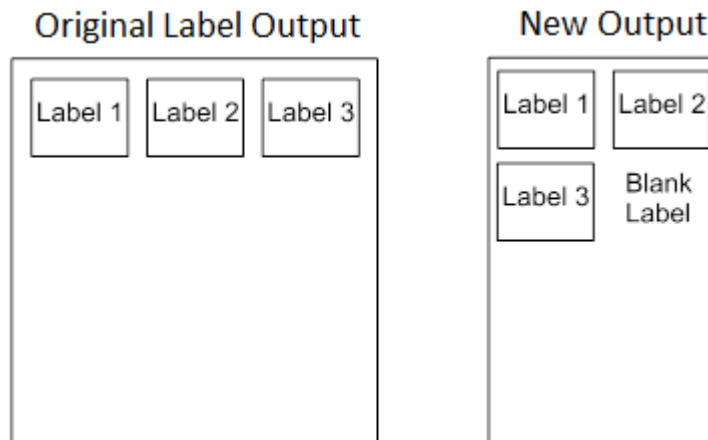 Original Label Output
Label 1 Label 2 Label 3
New Output
Label 1 Label 2
Label 3 Blank
Label